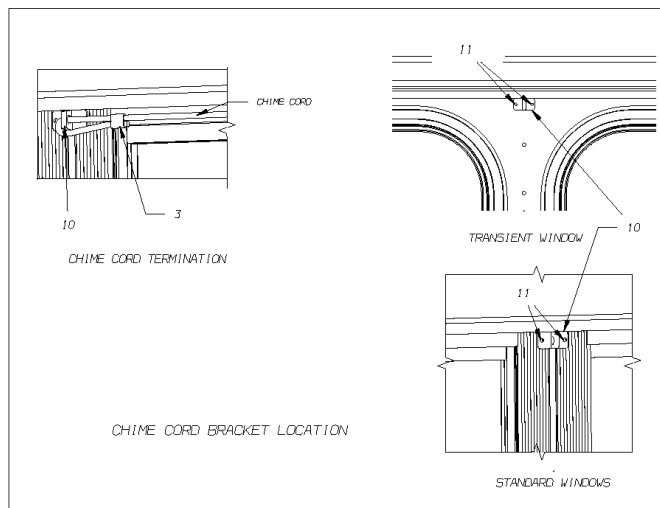 11
CHIME CORD
10
3
CHIME CORD TERMINATION
TRANSIENT WINDOW
10
11
CHIME CORD BRACKET LOCATION
STANDARD WINDOWS